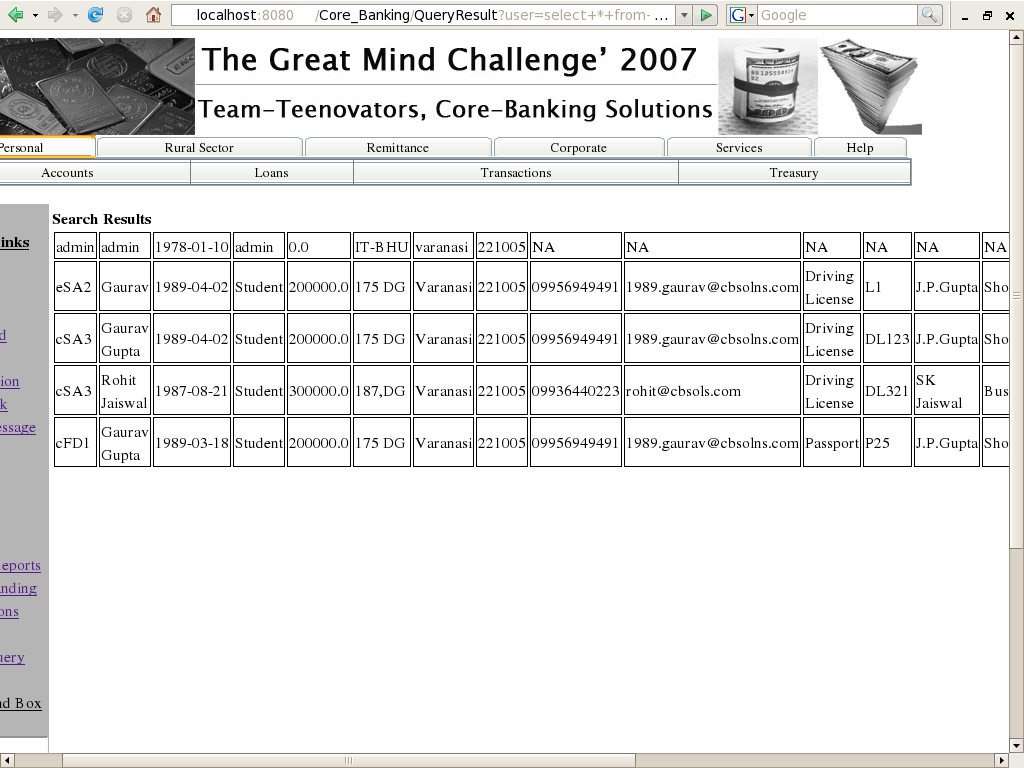 localhost:8080 /Core_Banking/QueryResult?user=select+*+from- ...
Google
The Great Mind Challenge' 2007
Team-Teenovators, Core-Banking Solutions
Personal Rural Sector Remittance Corporate Services Help
Accounts Loans Transactions Treasury
Search Results
admin admin 1978-01-10 admin 0.0 IT-BHU varanasi 221005 NA NA NA NA NA NA
eSA2 Gaurav 1989-04-02 Student 200000.0 175 DG Varanasi 221005 09956949491 1989.gaurav@cbsolns.com Driving License L1 J.P.Gupta Sho
cSA3 Gaurav Gupta 1989-04-02 Student 200000.0 175 DG Varanasi 221005 09956949491 1989.gaurav@cbsolns.com Driving License DL123 J.P.Gupta Sho
cSA3 Rohit Jaiswal 1987-08-21 Student 300000.0 187,DG Varanasi 221005 09936440223 rohit@cbsols.com Driving License DL321 SK Jaiswal Bus
cFD1 Gaurav Gupta 1989-03-18 Student 200000.0 175 DG Varanasi 221005 09956949491 1989.gaurav@cbsolns.com Passport P25 J.P.Gupta Sho
inks
d
ion
k
essage
eports
nding
ons
uery
nd Box